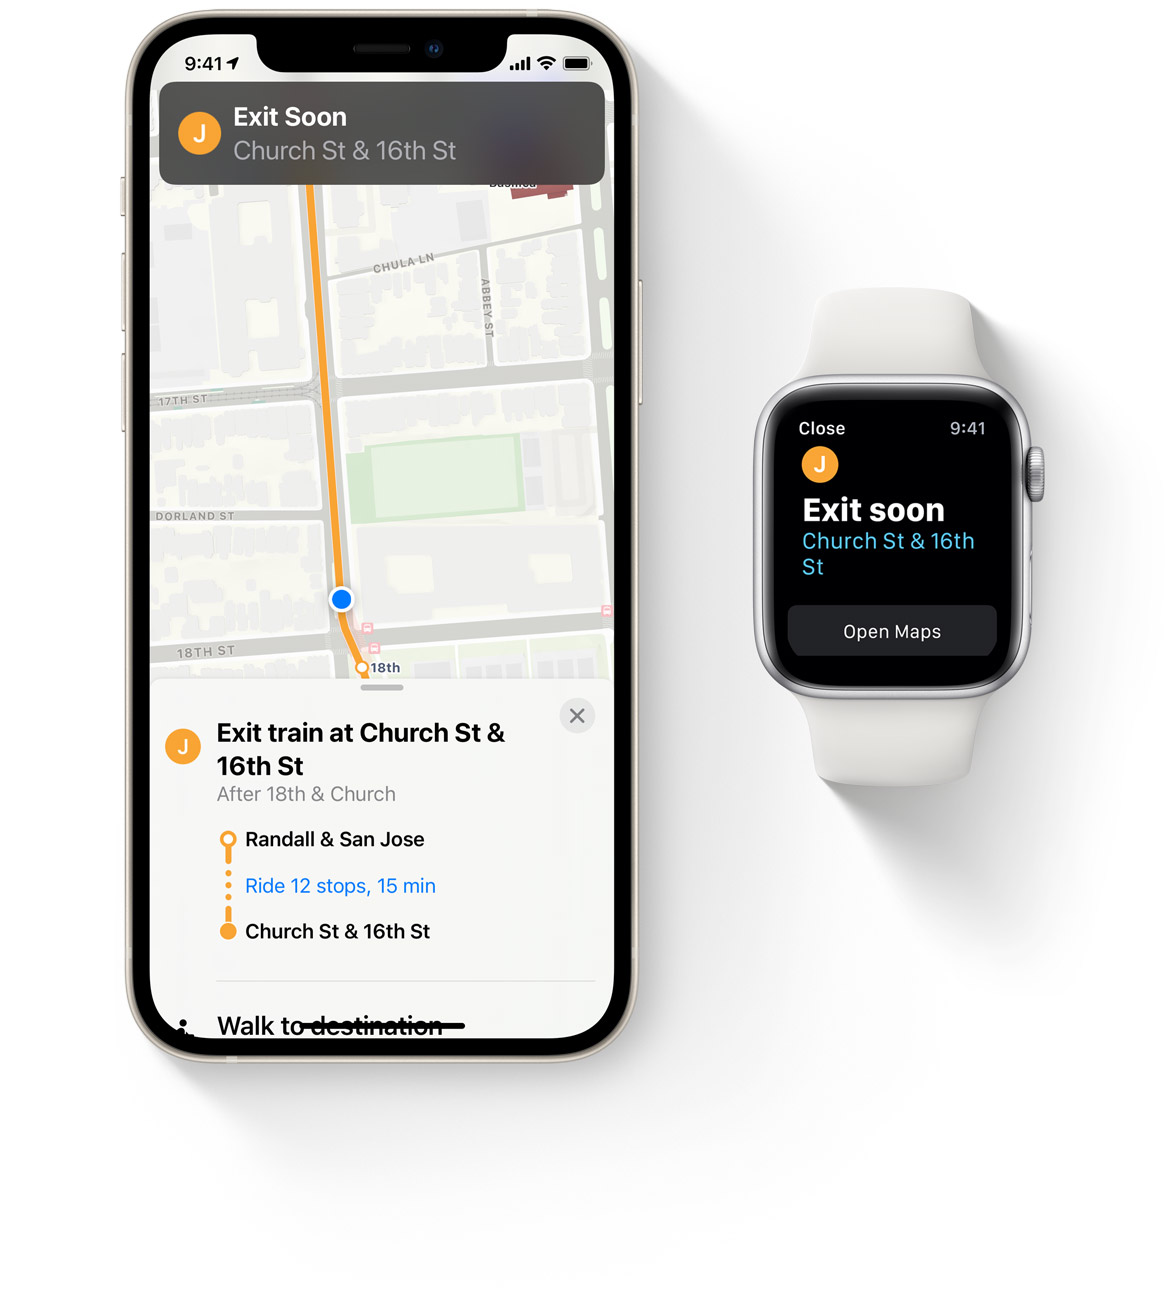 9:41
J
Exit Soon
Church St & 16th St
CHULA LN
ABBEY ST
17TH ST
DORLAND ST
18TH ST
18th
J
Exit train at Church St &
16th St
After 18th & Church
Randall & San Jose
Ride 12 stops, 15 min
Church St & 16th St
Walk to destination
Close
9:41
J
Exit soon
Church St & 16th
St
Open Maps